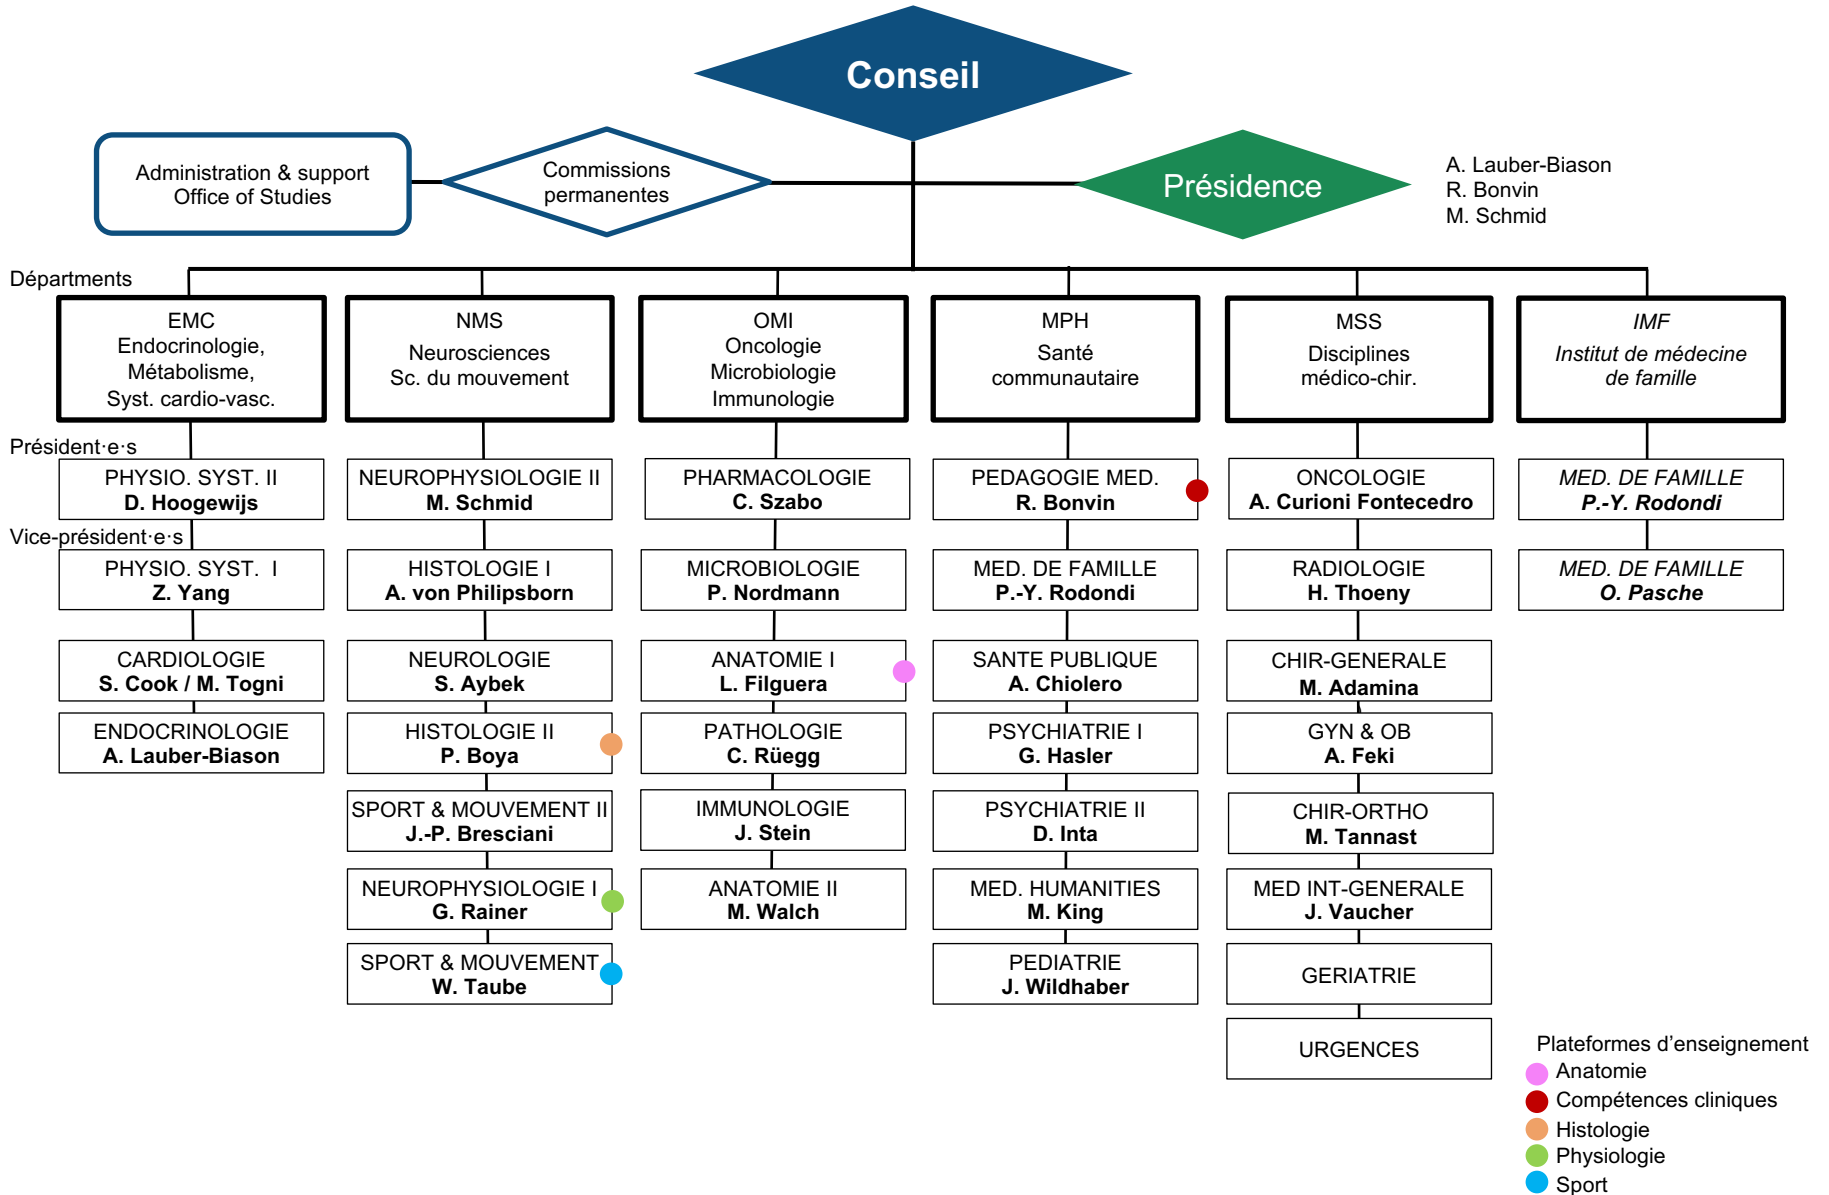 Conseil
Administration & support
Office of Studies
Commissions
permanentes
Présidence
A. Lauber-Biason
R. Bonvin
M. Schmid
Départments
EMC
Endocrinologie,
Métabolisme,
Syst. cardio-vasc.
NMS
Neurosciences
Sc. du mouvement
OMI
Oncologie
Microbiologie
Immunologie
MPH
Santé
communautaire
MSS
Disciplines
médico-chir.
IMF
Institut de médecine
de famille
Président·e·s
PHYSIO. SYST. II
D. Hoogewijs
NEUROPHYSIOLOGIE II
M. Schmid
PHARMACOLOGIE
C. Szabo
PEDAGOGIE MED.
R. Bonvin
ONCOLOGIE
A. Curioni Fontecedro
MED. DE FAMILLE
P.-Y. Rodondi
Vice-président·e·s
PHYSIO. SYST. I
Z. Yang
HISTOLOGIE I
A. von Philipsborn
MICROBIOLOGIE
P. Nordmann
MED. DE FAMILLE
P.-Y. Rodondi
RADIOLOGIE
H. Thoeny
MED. DE FAMILLE
O. Pasche
CARDIOLOGIE
S. Cook / M. Togni
NEUROLOGIE
S. Aybek
ANATOMIE I
L. Filguera
SANTE PUBLIQUE
A. Chiolero
CHIR-GENERALE
M. Adamina
ENDOCRINOLOGIE
A. Lauber-Biason
HISTOLOGIE II
P. Boya
PATHOLOGIE
C. Rüegg
PSYCHIATRIE I
G. Hasler
GYN & OB
A. Feki
SPORT & MOUVEMENT II
J.-P. Bresciani
IMMUNOLOGIE
J. Stein
PSYCHIATRIE II
D. Inta
CHIR-ORTHO
M. Tannast
NEUROPHYSIOLOGIE I
G. Rainer
ANATOMIE II
M. Walch
MED. HUMANITIES
M. King
MED INT-GENERALE
J. Vaucher
SPORT & MOUVEMENT
W. Taube
PEDIATRIE
J. Wildhaber
GERIATRIE
URGENCES
Plateformes d’enseignement
Anatomie
Compétences cliniques
Histologie
Physiologie
Sport